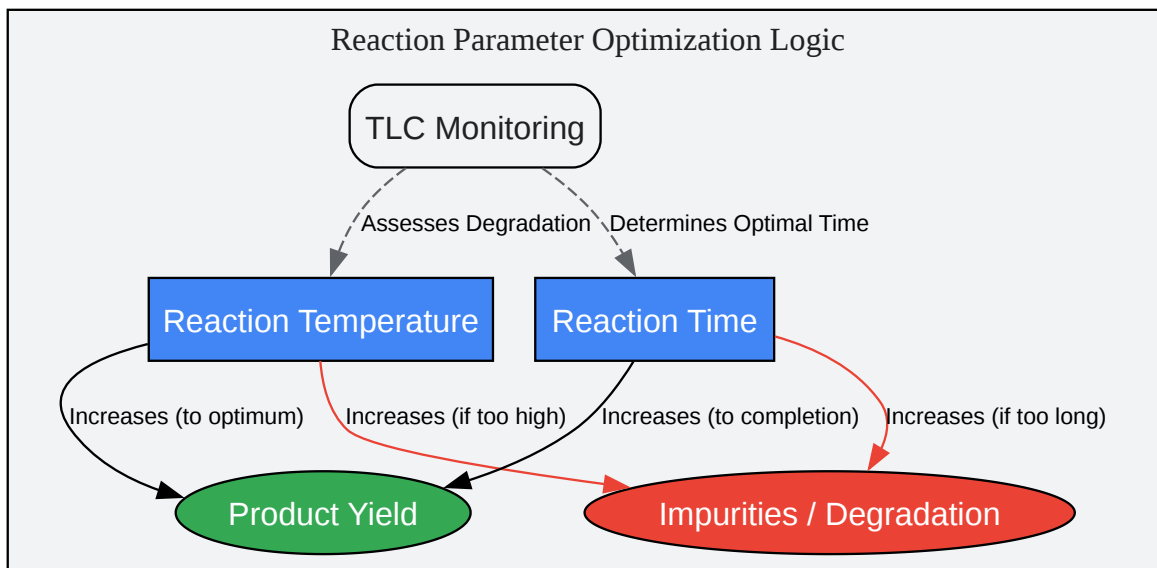 Reaction Parameter Optimization Logic
TLC Monitoring
Assesses Degradation
Determines Optimal Time
Reaction Temperature
Reaction Time
Increases (to optimum)
Increases (if too high)
Increases (to completion)
Increases (if too long)
Product Yield
Impurities / Degradation